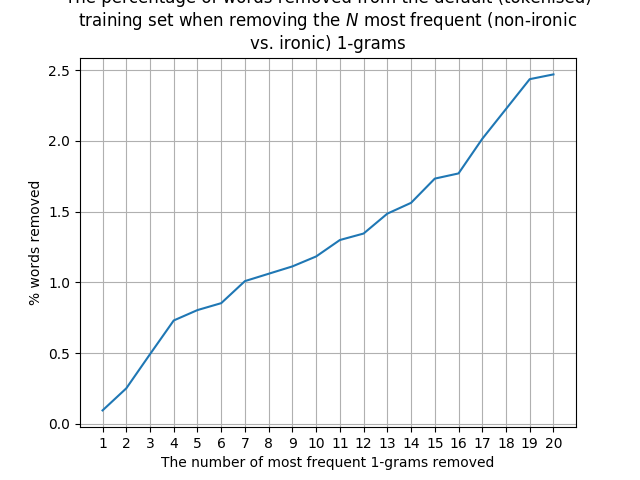 The percentage of words removed from the default (tokenised)
training set when removing the N most frequent (non-ironic
vs. ironic) 1-grams
2.5
2.0
1.5
1.0
0.5
0.0
% words removed
1 2 3 4 5 6 7 8 9 10 11 12 13 14 15 16 17 18 19 20
The number of most frequent 1-grams removed